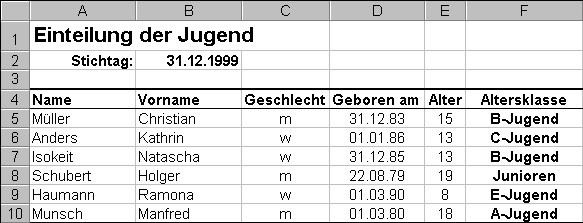 A B C D E F
1 Einteilung der Jugend
2 Stichtag: 31.12.1999
3
4 Name Vorname Geschlecht Geboren am Alter Altersklasse
5 Müller Christian m 31.12.83 15 B-Jugend
6 Anders Kathrin w 01.01.86 13 C-Jugend
7 Isokeit Natascha w 31.12.85 13 B-Jugend
8 Schubert Holger m 22.08.79 19 Junioren
9 Haumann Ramona w 01.03.90 8 E-Jugend
10 Munsch Manfred m 01.03.80 18 A-Jugend